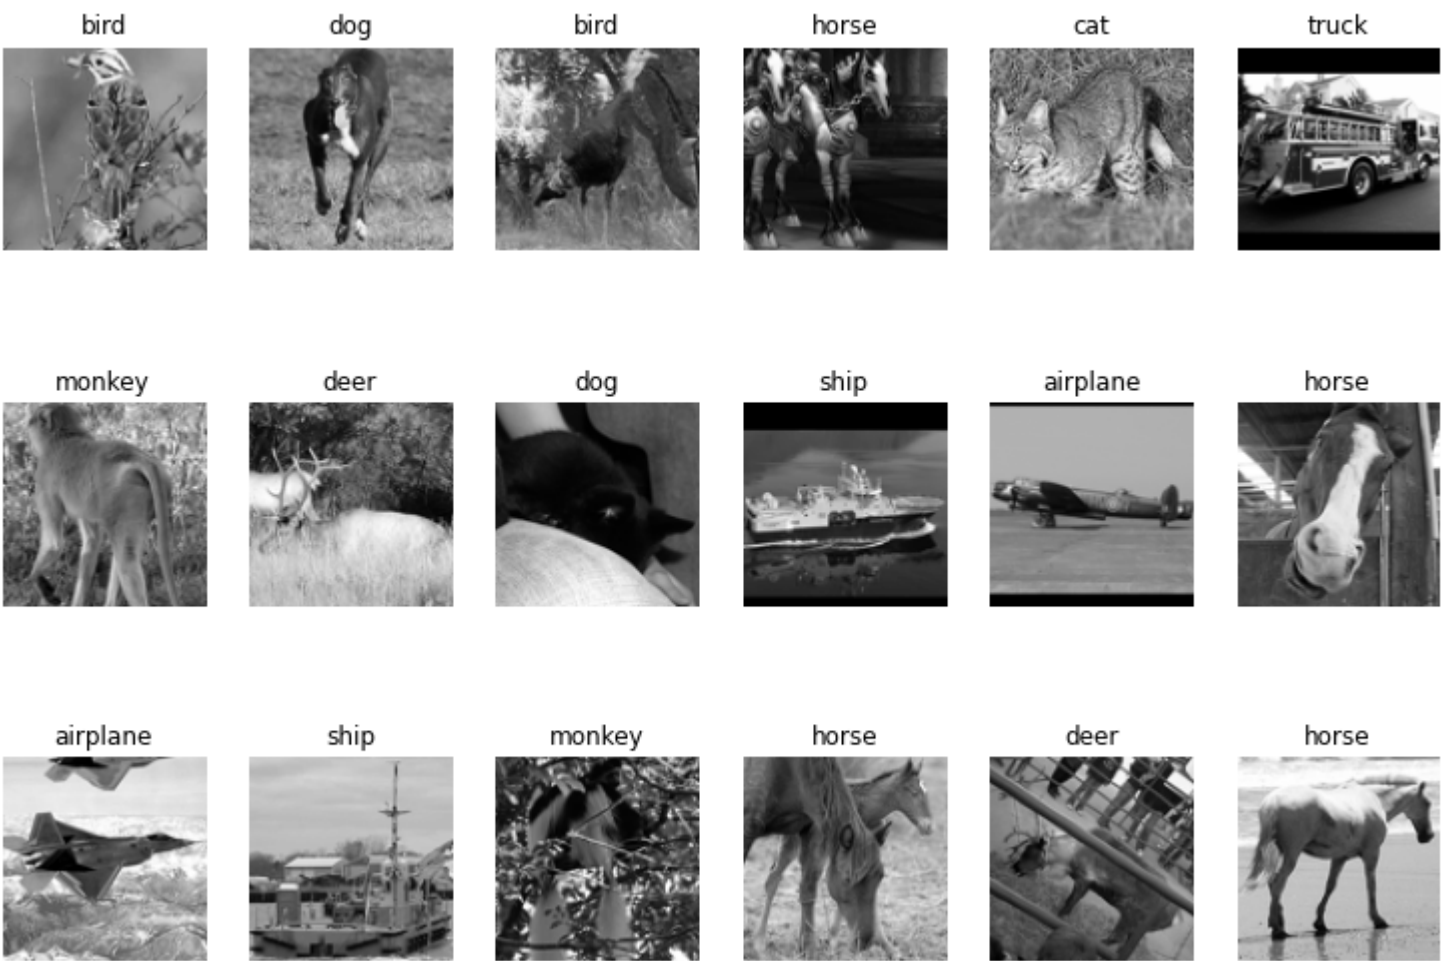 bird dog bird horse cat truck
monkey deer dog ship airplane horse
airplane ship monkey horse deer horse